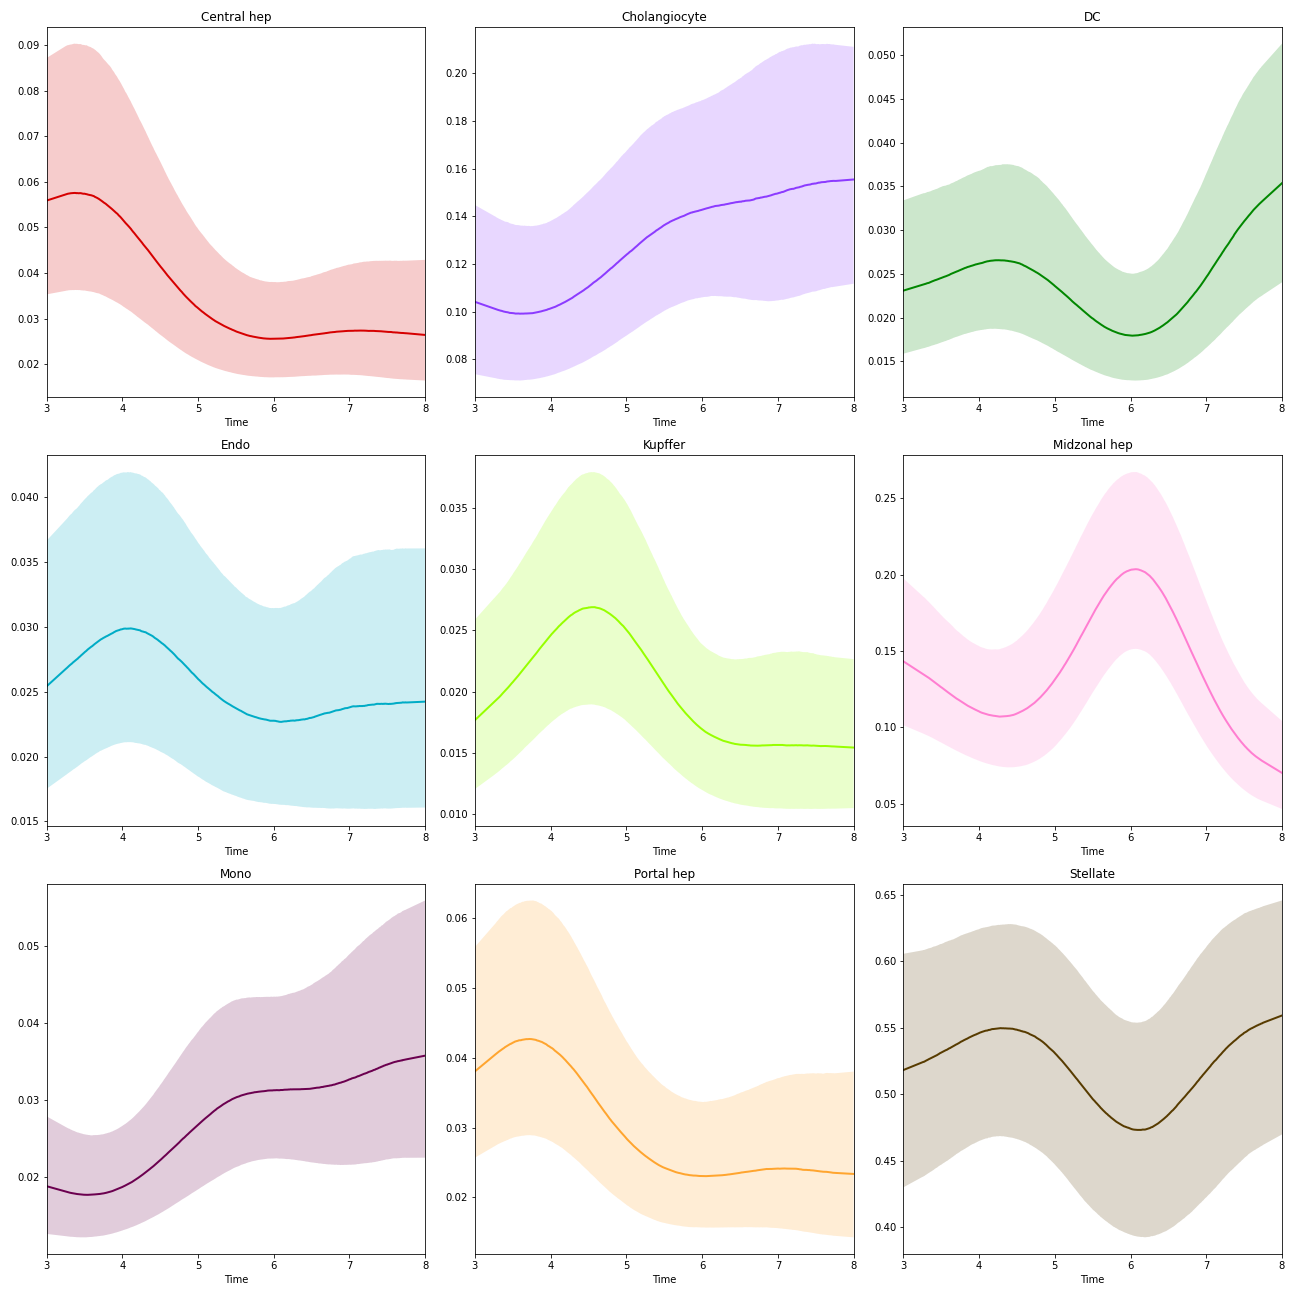 Central hep
Cholangiocyte
DC
0.09
0.08
0.07
0.06
0.05
0.04
0.03
0.02
3 4 5 6 7 8
Time
0.20
0.18
0.16
0.14
0.12
0.10
0.08
3 4 5 6 7 8
Time
0.050
0.045
0.040
0.035
0.030
0.025
0.020
0.015
3 4 5 6 7 8
Time
Endo
Kupffer
Midzonal hep
0.040
0.035
0.030
0.025
0.020
0.015
3 4 5 6 7 8
Time
0.035
0.030
0.025
0.020
0.015
0.010
3 4 5 6 7 8
Time
0.25
0.20
0.15
0.10
0.05
3 4 5 6 7 8
Time
Mono
Portal hep
Stellate
0.05
0.04
0.03
0.02
3 4 5 6 7 8
Time
0.06
0.05
0.04
0.03
0.02
3 4 5 6 7 8
Time
0.65
0.60
0.55
0.50
0.45
0.40
3 4 5 6 7 8
Time